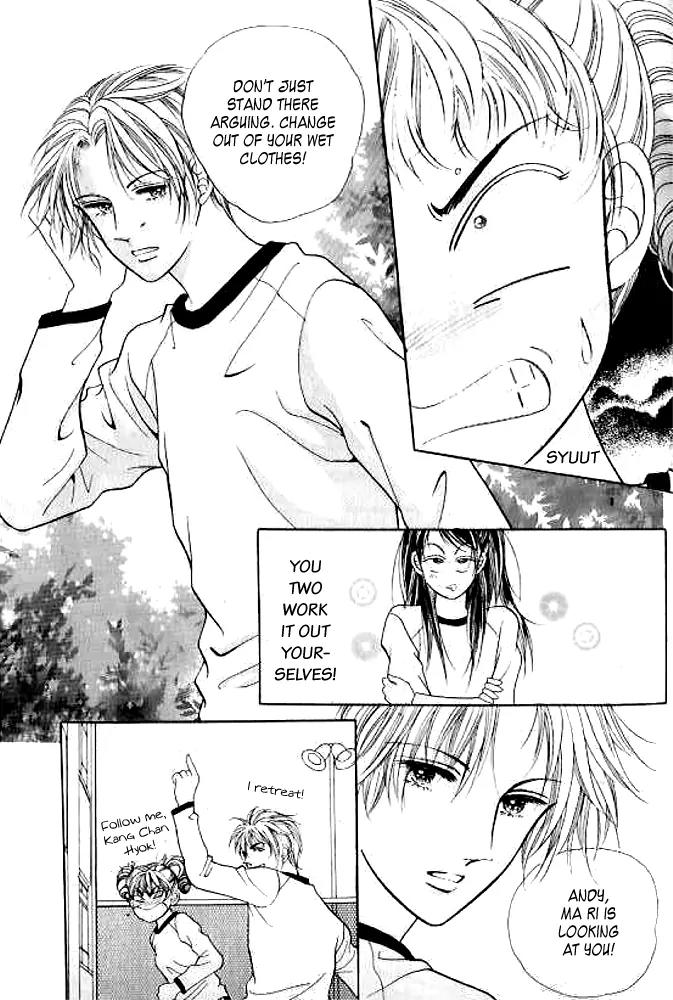 DON'T JUST
STAND THERE
ARGUING. CHANGE
OUT OF YOUR WET
CLOTHES!
SYUUT
YOU
TWO
WORK
IT OUT
YOUR-
SELVES!
I retreat!
Follow me,
Kang Chan
Hyok!
ANDY,
MA RI IS
LOOKING
AT YOU!